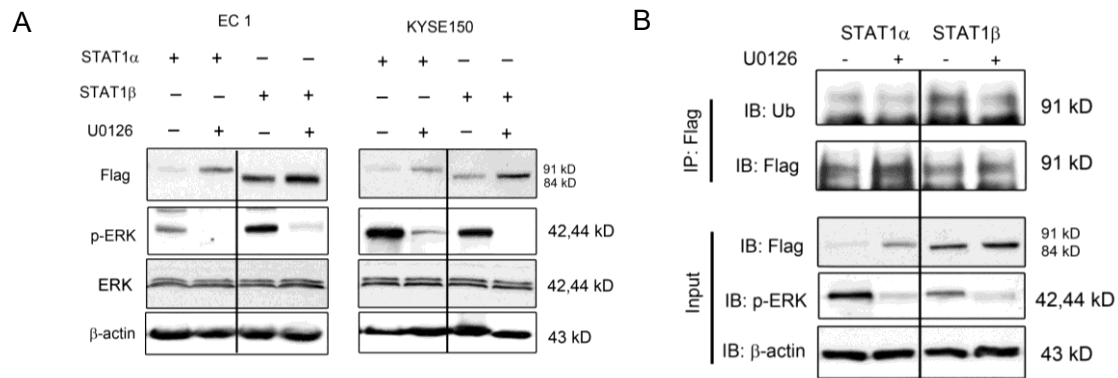 A
EC 1
KYSE150
STAT1α + + – – + + – –
STAT1β – – + + – – + +
U0126 – + – + – + – +
Flag
91 kD
84 kD
p-ERK
42,44 kD
ERK
42,44 kD
β-actin
43 kD
B
STAT1α STAT1β
U0126 - + - +
IP: Flag
IB: Ub
91 kD
IB: Flag
91 kD
Input
IB: Flag
91 kD
84 kD
IB: p-ERK
42,44 kD
IB: β-actin
43 kD